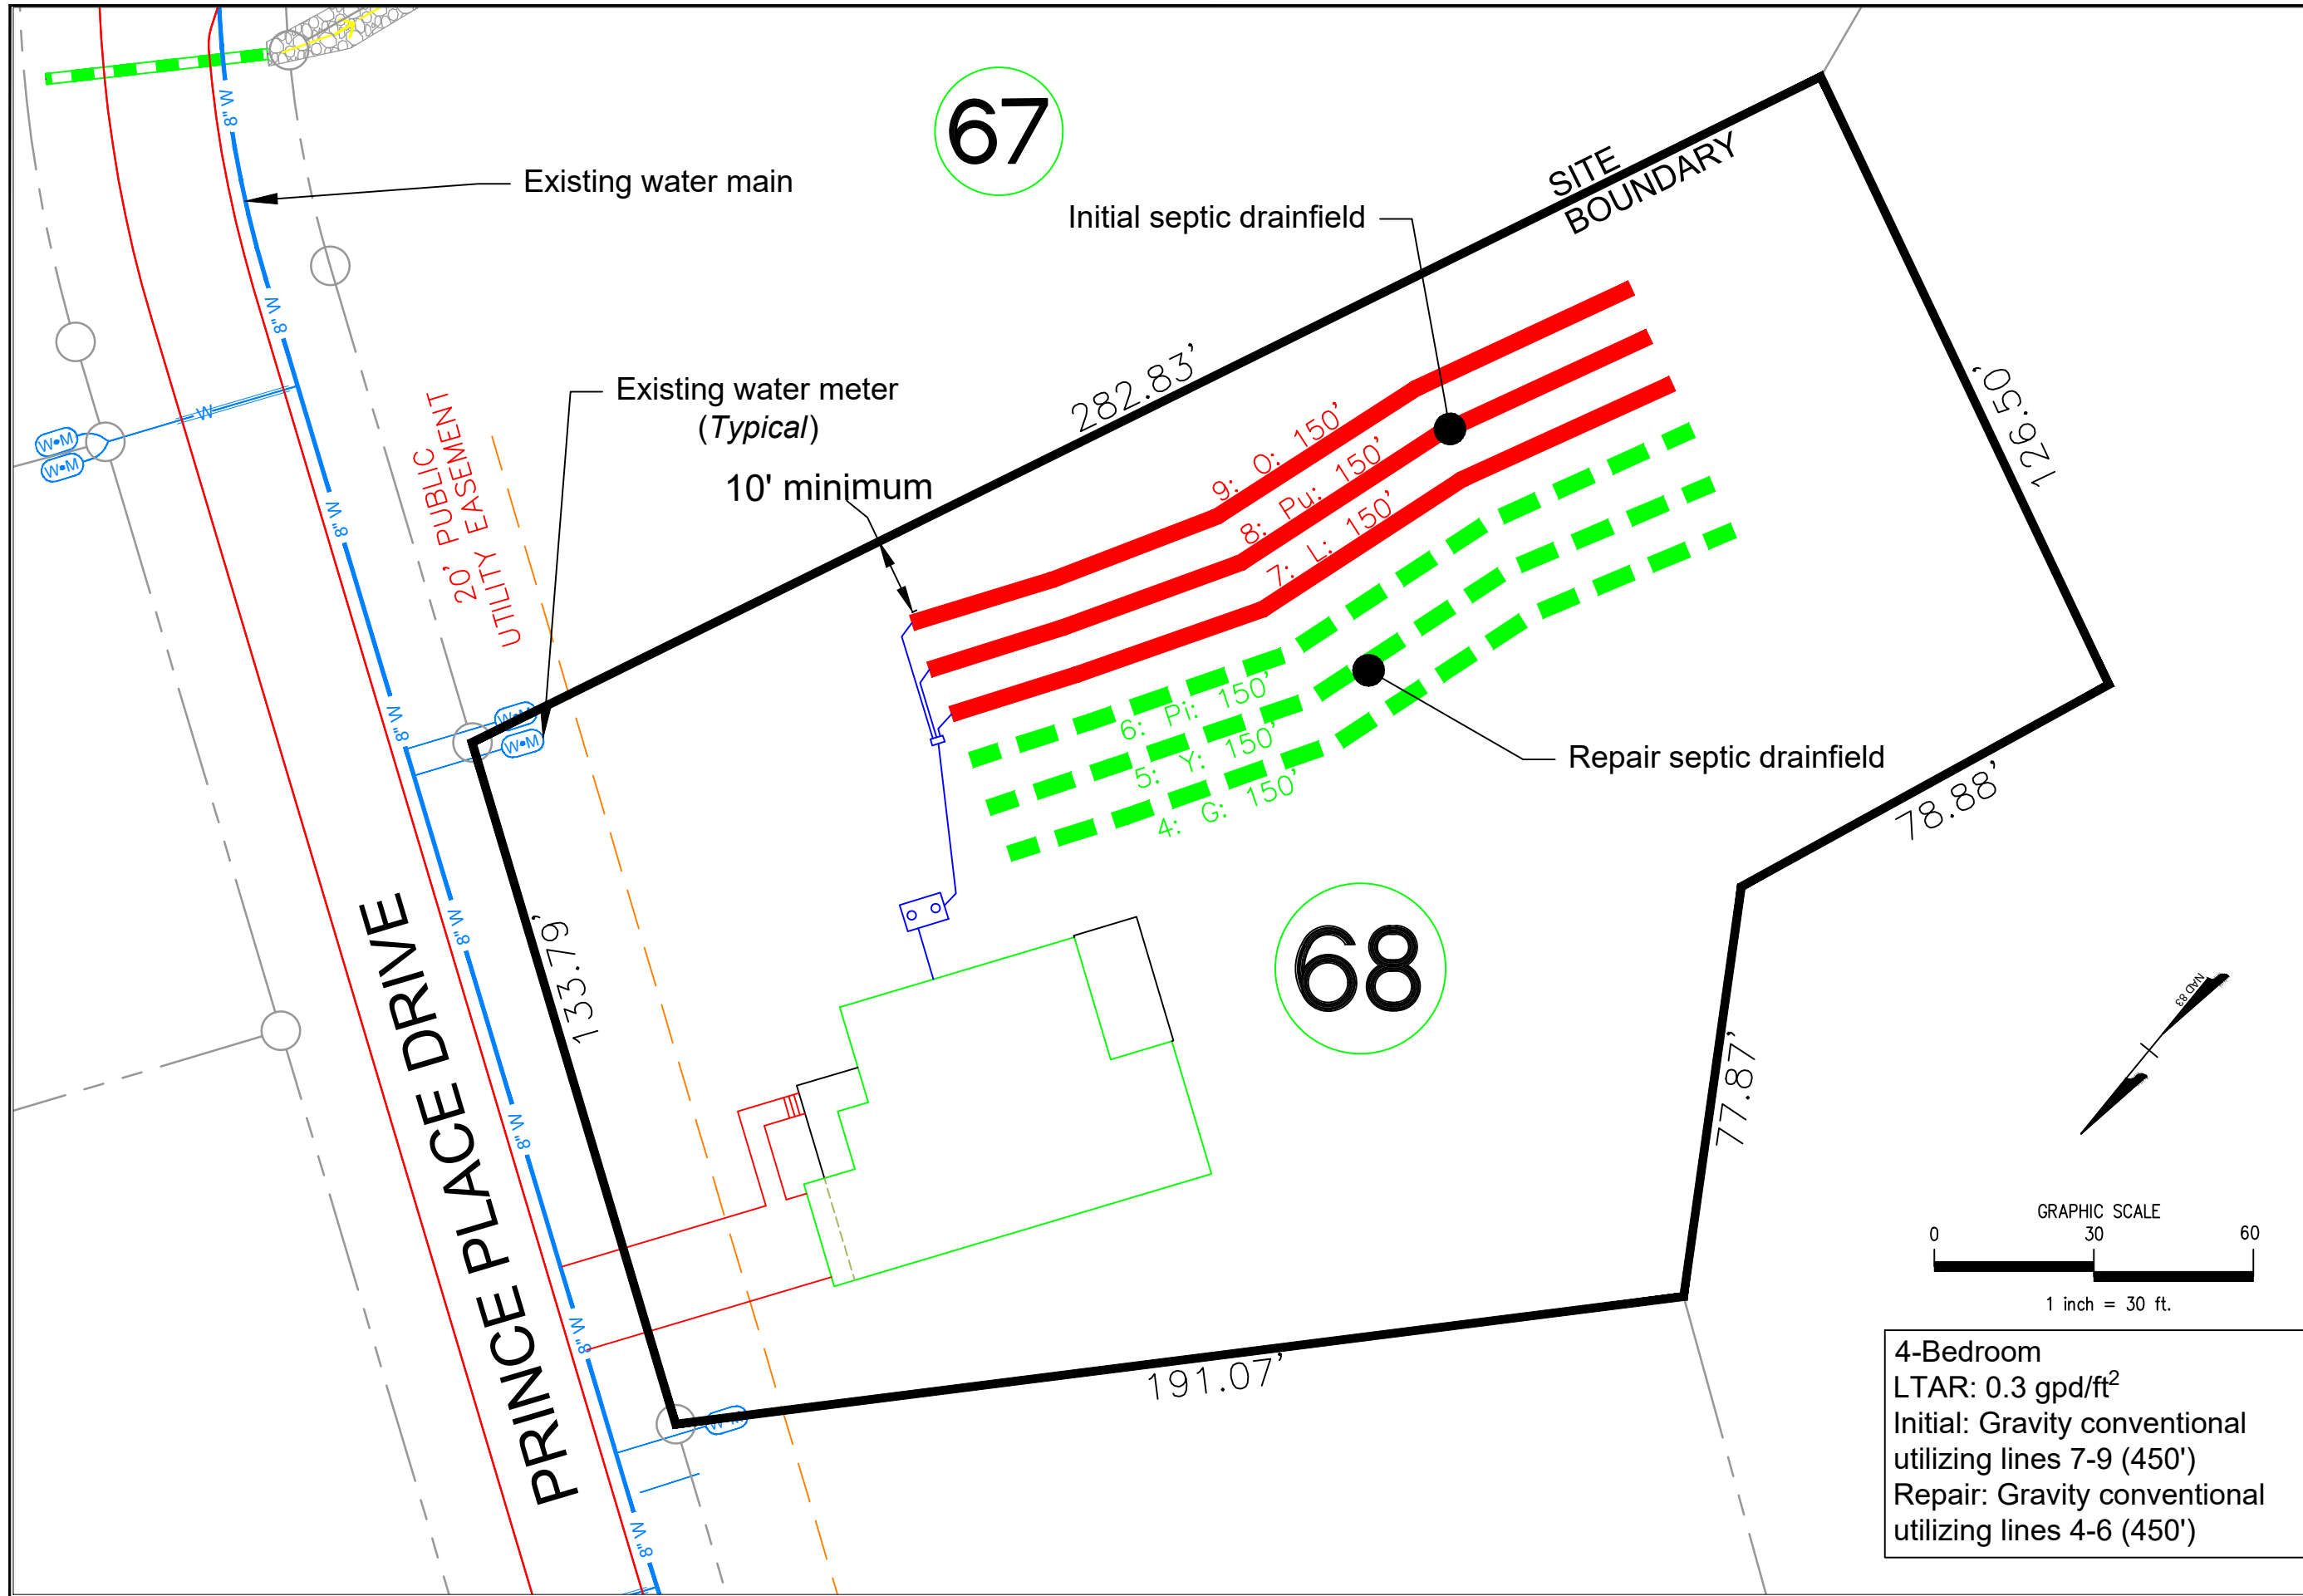 67
Existing water main
SITE
BOUNDARY
Initial septic drainfield
8" W
8" W
8" W
8" W
8" W
8" W
8" W
8" W
8" W
W
W•M
W•M
20' PUBLIC
UTILITY EASEMENT
Existing water meter
(Typical)
10' minimum
282.83'
126.50'
9: O: 150'
8: Pu: 150'
7: L: 150'
6: Pi: 150'
5: Y: 150'
4: G: 150'
W•M
W•M
Repair septic drainfield
78.88'
PRINCE PLACE DRIVE
133.79'
68
NAD 83
77.87'
191.07'
W•M
GRAPHIC SCALE
0 30 60
1 inch = 30 ft.
4-Bedroom
LTAR: 0.3 gpd/ft²
Initial: Gravity conventional
utilizing lines 7-9 (450')
Repair: Gravity conventional
utilizing lines 4-6 (450')